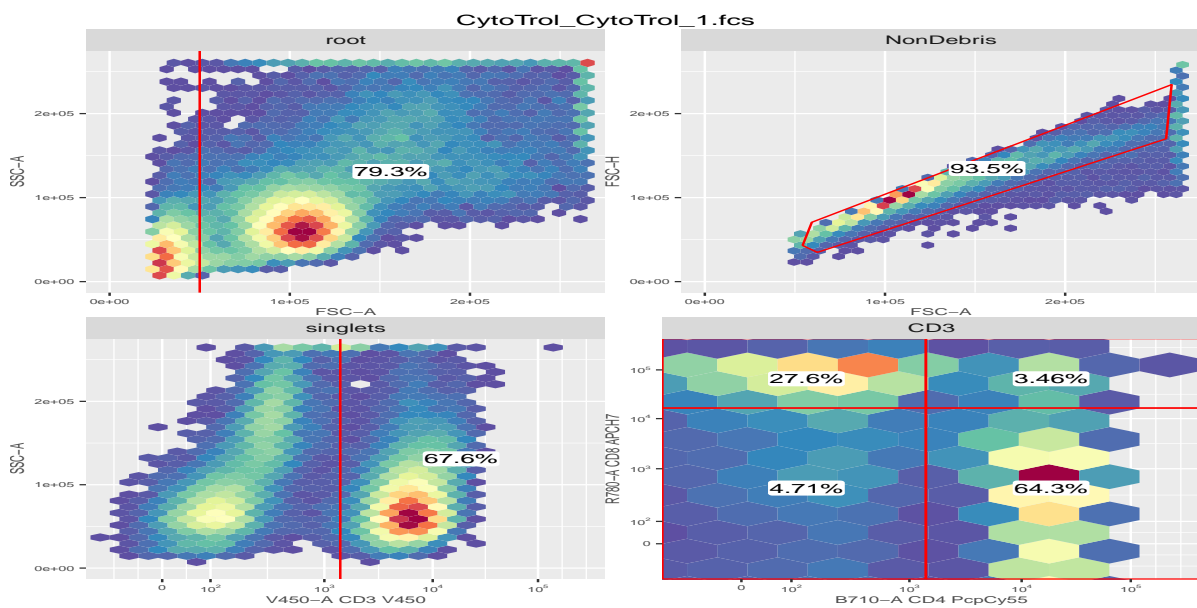 CytoTrol_CytoTrol_1.fcs
root
NonDebris
SSC−A
2e+05
1e+05
0e+00
79.3%
0e+00 1e+05 2e+05
FSC−A
FSC−H
2e+05
1e+05
0e+00
93.5%
0e+00 1e+05 2e+05
FSC−A
singlets
CD3
SSC−A
2e+05
1e+05
0e+00
67.6%
0 10² 10³ 10⁴ 10⁵
V450−A CD3 V450
R780−A CD8 APCH7
10⁵
10⁴
10³
10²
0
27.6% 3.46%
4.71% 64.3%
0 10² 10³ 10⁴ 10⁵
B710−A CD4 PcpCy55